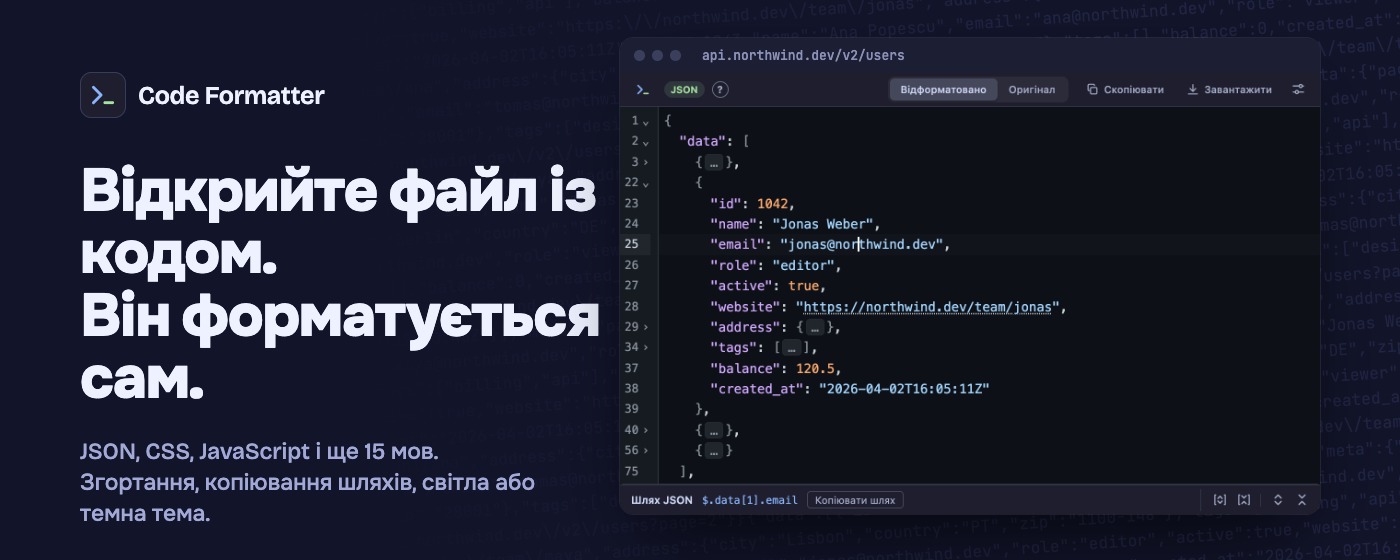 Code Formatter
Відкрийте файл із
кодом.
Він форматується
сам.
JSON, CSS, JavaScript і ще 15 мов.
Згортання, копіювання шляхів, світла або
темна тема.
api.northwind.dev/v2/users
JSON ? Відформатовано Оригінал Скопіювати Завантажити
1 {
2 "data": [
3 { … },
22 {
23 "id": 1042,
24 "name": "Jonas Weber",
25 "email": "jonas@northwind.dev",
26 "role": "editor",
27 "active": true,
28 "website": "https://northwind.dev/team/jonas",
29 "address": { … },
34 "tags": [ … ],
37 "balance": 120.5,
38 "created_at": "2026-04-02T16:05:11Z"
39 },
40 { … },
56 { … }
75 ],
Шлях JSON $.data[1].email Копіювати шлях